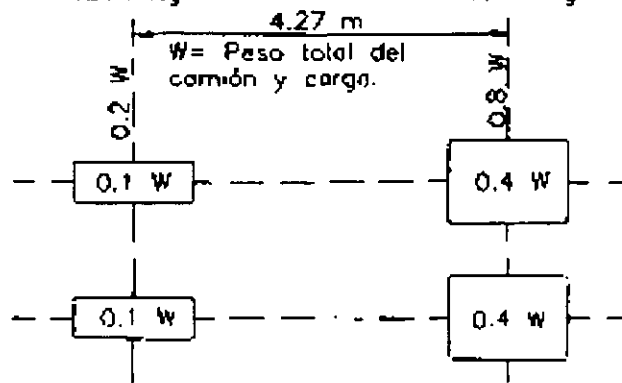 4.27 m
W= Peso total del
camión y carga.
0.2 W
0.8 W
0.1 W
0.4 W
0.1 W
0.4 W